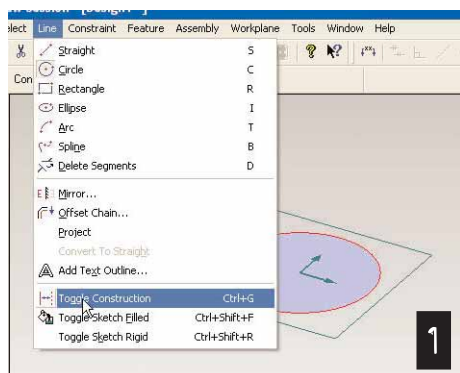 [Design
elect Line Constraint Feature Assembly Workplane Tools Window Help
Con
Straight S
Circle C
Rectangle R
Ellipse I
Arc T
Spline B
Delete Segments D
Mirror...
Offset Chain...
Project
Convert To Straight
Add Text Outline...
Toggle Construction Ctrl+G
Toggle Sketch Filled Ctrl+Shift+F
Toggle Sketch Rigid Ctrl+Shift+R
1